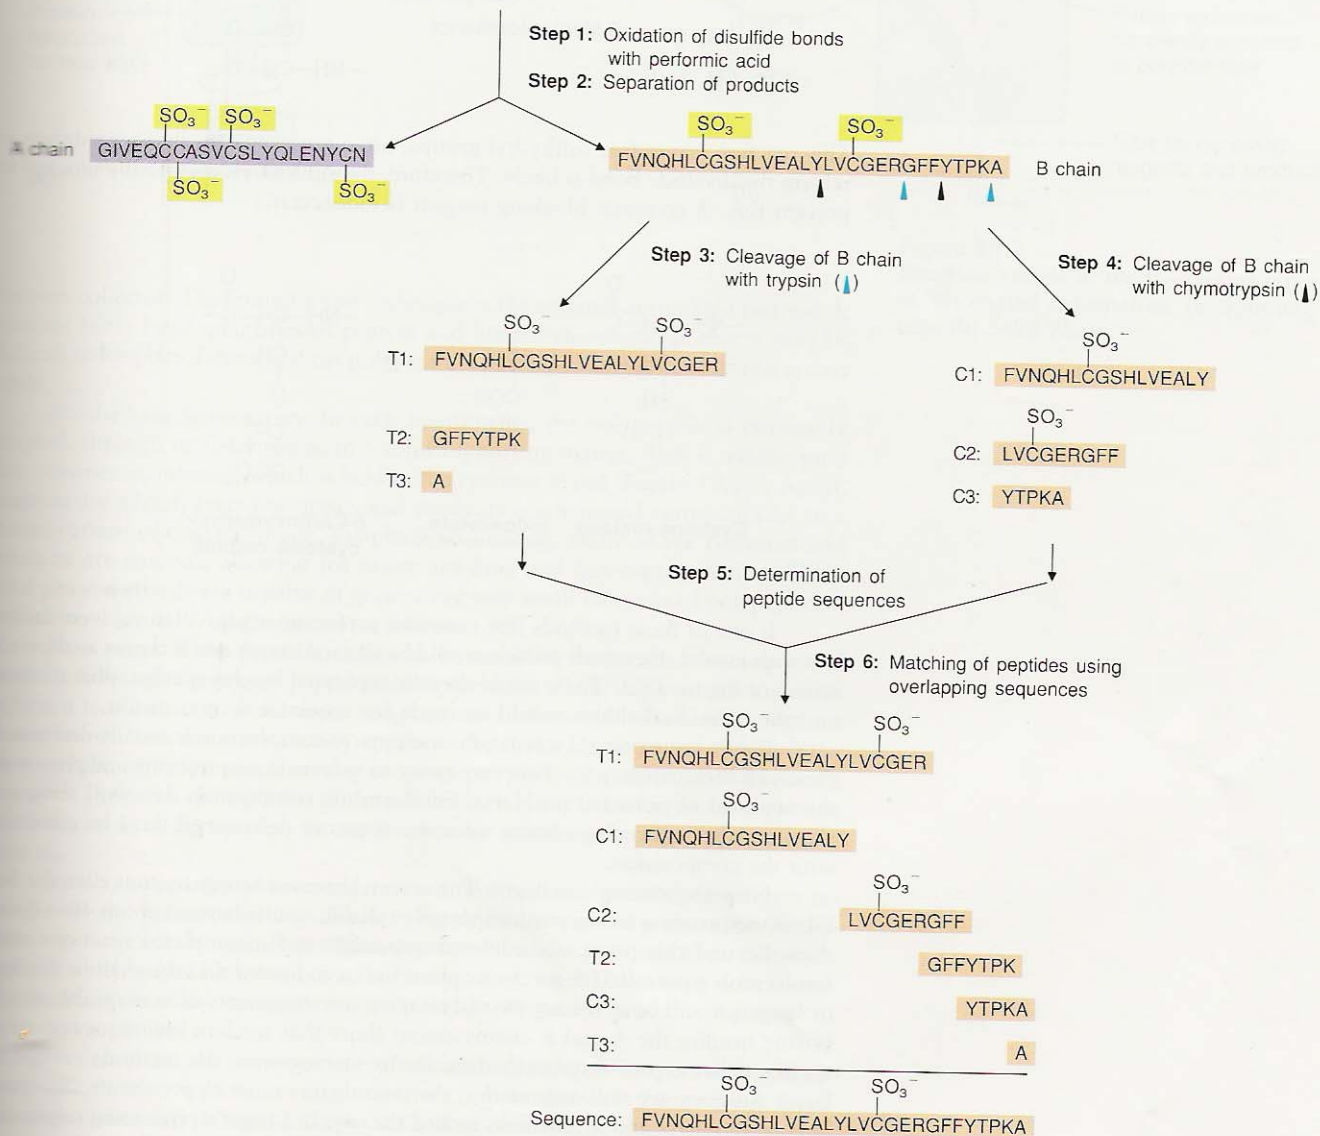 Step 1: Oxidation of disulfide bonds
with performic acid
Step 2: Separation of products
SO₃⁻ SO₃⁻
A chain GIVEQCCASVCSLYQLENYCN
SO₃⁻ SO₃⁻
SO₃⁻ SO₃⁻
FVNQHLCGSHLVEALYLVCGERGFFYTPKA B chain
Step 3: Cleavage of B chain
with trypsin ( )
Step 4: Cleavage of B chain
with chymotrypsin ( )
SO₃⁻ SO₃⁻
T1: FVNQHLCGSHLVEALYLVCGER
T2: GFFYTPK
T3: A
SO₃⁻
C1: FVNQHLCGSHLVEALY
SO₃⁻
C2: LVCGERGFF
C3: YTPKA
Step 5: Determination of
peptide sequences
Step 6: Matching of peptides using
overlapping sequences
SO₃⁻ SO₃⁻
T1: FVNQHLCGSHLVEALYLVCGER
SO₃⁻
C1: FVNQHLCGSHLVEALY
SO₃⁻
C2: LVCGERGFF
T2: GFFYTPK
C3: YTPKA
T3: A
SO₃⁻ SO₃⁻
Sequence: FVNQHLCGSHLVEALYLVCGERGFFYTPKA